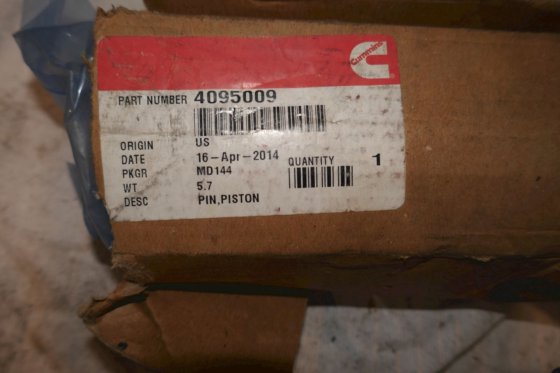 Cummins
PART NUMBER 4095009
ORIGIN US
DATE 16-Apr-2014 QUANTITY 1
PKGR MD144
WT 5.7
DESC PIN,PISTON